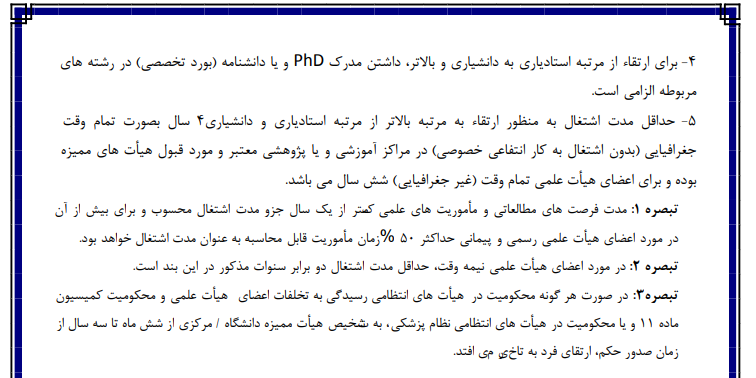 ۴- برای ارتقاء از مرتبه استادیاری به دانشیاری و بالاتر، داشتن مدرک PhD و یا دانشنامه (بورد تخصصی) در رشته های
مربوطه الزامی است.
۵- حداقل مدت اشتغال به منظور ارتقاء به مرتبه بالاتر از مرتبه استادیاری و دانشیاری۴ سال بصورت تمام وقت
جغرافیایی (بدون اشتغال به کار انتفاعی خصوصی) در مراکز آموزشی و یا پژوهشی معتبر و مورد قبول هیأت های ممیزه
بوده و برای اعضای هیأت علمی تمام وقت (غیر جغرافیایی) شش سال می باشد.
تبصره ۱: مدت فرصت های مطالعاتی و مأموریت های علمی کمتر از یک سال جزو مدت اشتغال محسوب و برای بیش از آن
در مورد اعضای هیأت علمی رسمی و پیمانی حداکثر ۵۰ %زمان مأموریت قابل محاسبه به عنوان مدت اشتغال خواهد بود.
تبصره ۲: در مورد اعضای هیأت علمی نیمه وقت، حداقل مدت اشتغال دو برابر سنوات مذکور در این بند است.
تبصره۳: در صورت هر گونه محکومیت در هیأت های انتظامی رسیدگی به تخلفات اعضای هیأت علمی و محکومیت کمیسیون
ماده ۱۱ و یا محکومیت در هیأت های انتظامی نظام پزشکی، به تشخیص هیأت ممیزه دانشگاه / مرکزی از شش ماه تا سه سال از
زمان صدور حکم، ارتقای فرد به تاخیر می افتد.